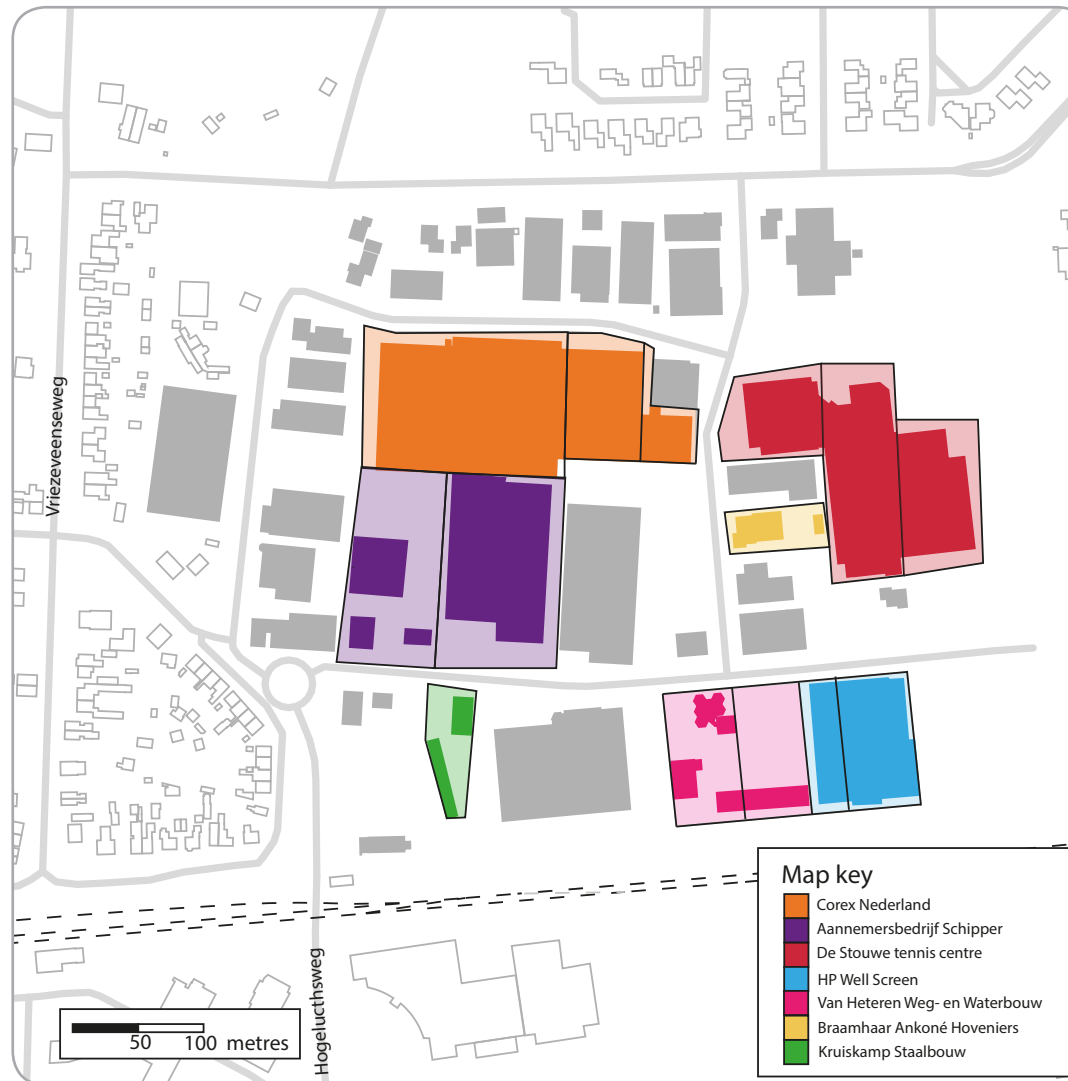 Vriezeveenseweg
Hogelucthsweg
50 100 metres
Map key
Corex Nederland
Aannemersbedrijf Schipper
De Stouwe tennis centre
HP Well Screen
Van Heteren Weg- en Waterbouw
Braamhaar Ankoné Hoveniers
Kruiskamp Staalbouw